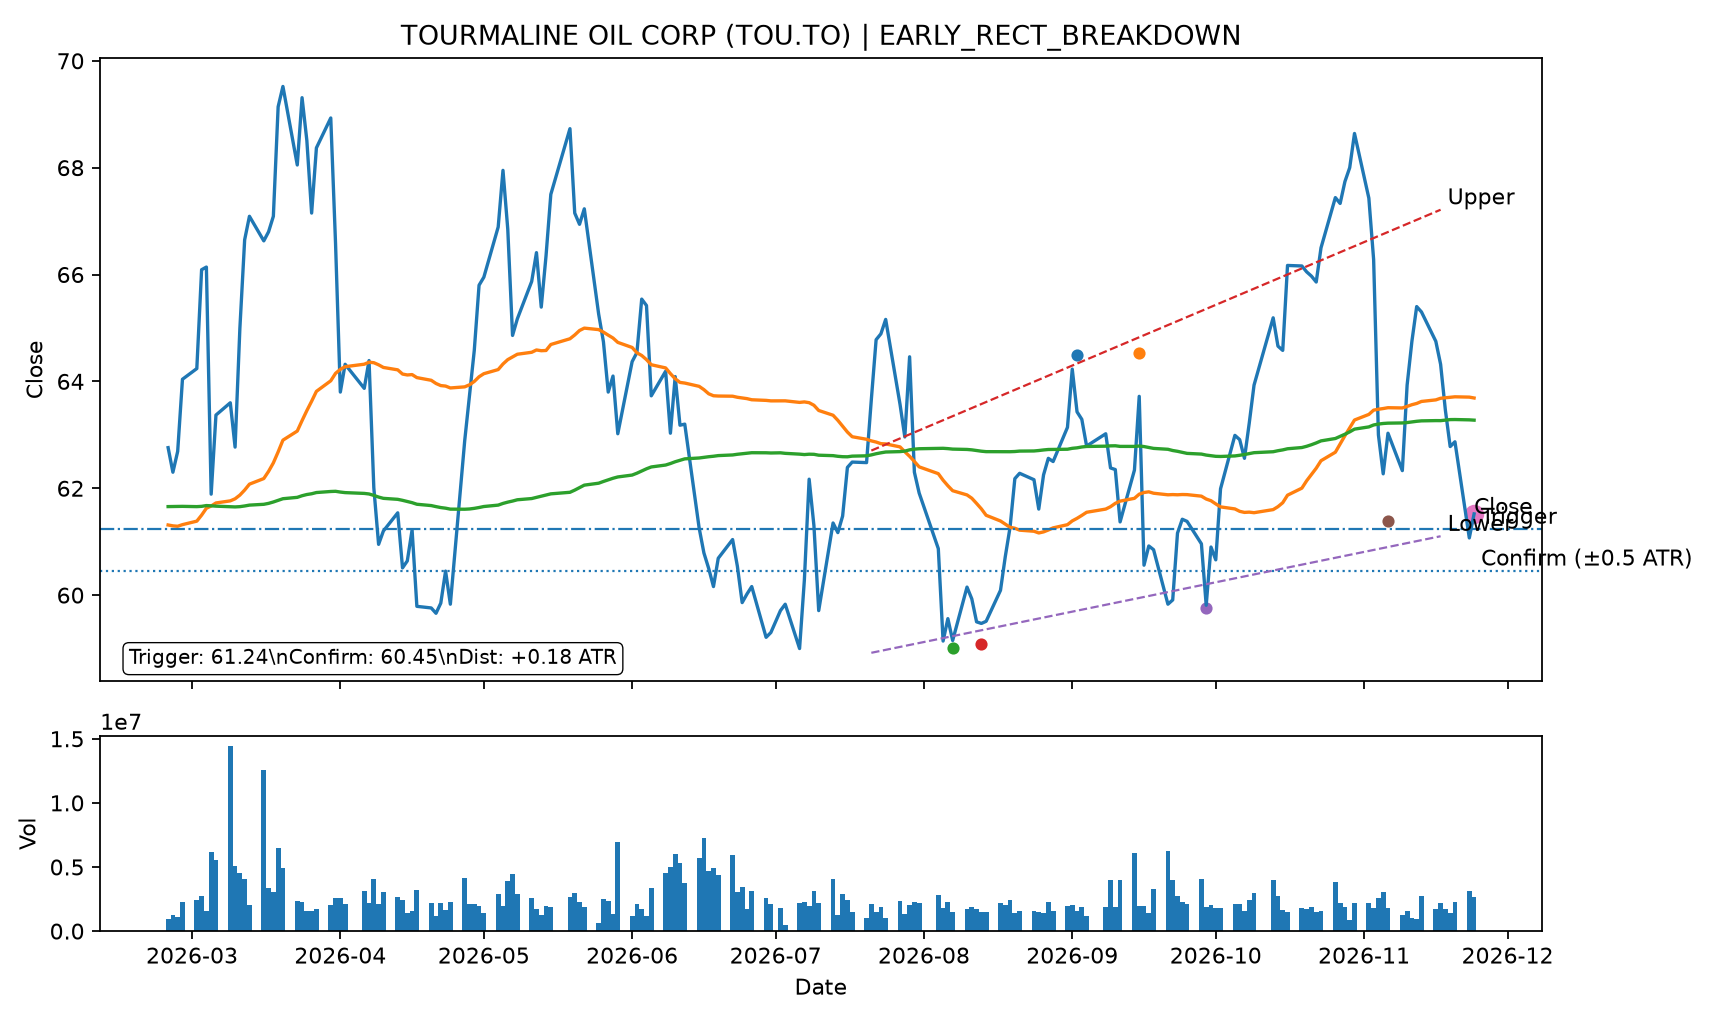 TOURMALINE OIL CORP (TOU.TO) | EARLY_RECT_BREAKDOWN
Close
70
68
66
64
62
60
Upper
Close
Trigger
Lower
Confirm (±0.5 ATR)
Trigger: 61.24\nConfirm: 60.45\nDist: +0.18 ATR
1e7
Vol
1.5
1.0
0.5
0.0
2026-03
2026-04
2026-05
2026-06
2026-07
2026-08
2026-09
2026-10
2026-11
2026-12
Date